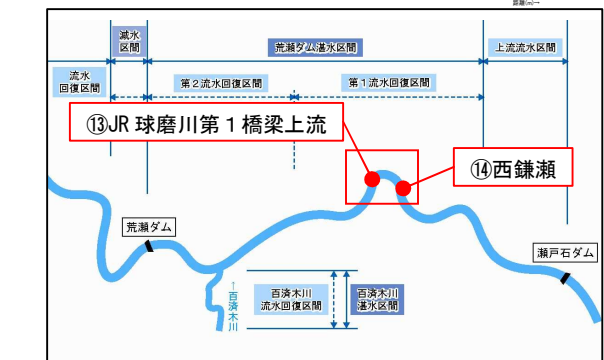 距離(m)→
減水
区間
荒瀬ダム湛水区間
上流流水区間
流水
回復区間
第２流水回復区間
第１流水回復区間
⑬JR 球磨川第１橋梁上流
⑭西鎌瀬
荒瀬ダム
瀬戸石ダム
←百済木川
百済木川
流水回復区間
百済木川
湛水区間